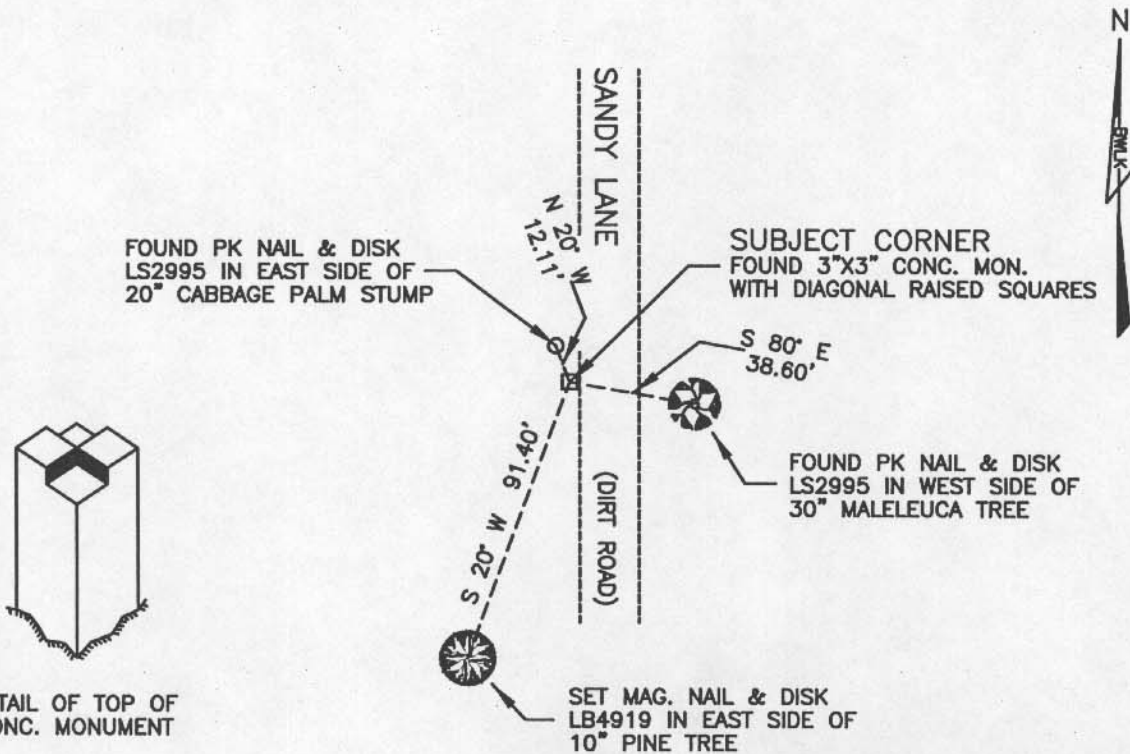 N
BWLK
SANDY LANE
N 20° W
12.11'
FOUND PK NAIL & DISK
LS2995 IN EAST SIDE OF
20" CABBAGE PALM STUMP
SUBJECT CORNER
FOUND 3"X3" CONC. MON.
WITH DIAGONAL RAISED SQUARES
S 80° E
38.60'
S 20° W 91.40'
(DIRT ROAD)
FOUND PK NAIL & DISK
LS2995 IN WEST SIDE OF
30" MALELEUCA TREE
SET MAG. NAIL & DISK
LB4919 IN EAST SIDE OF
10" PINE TREE
TAIL OF TOP OF
ONC. MONUMENT